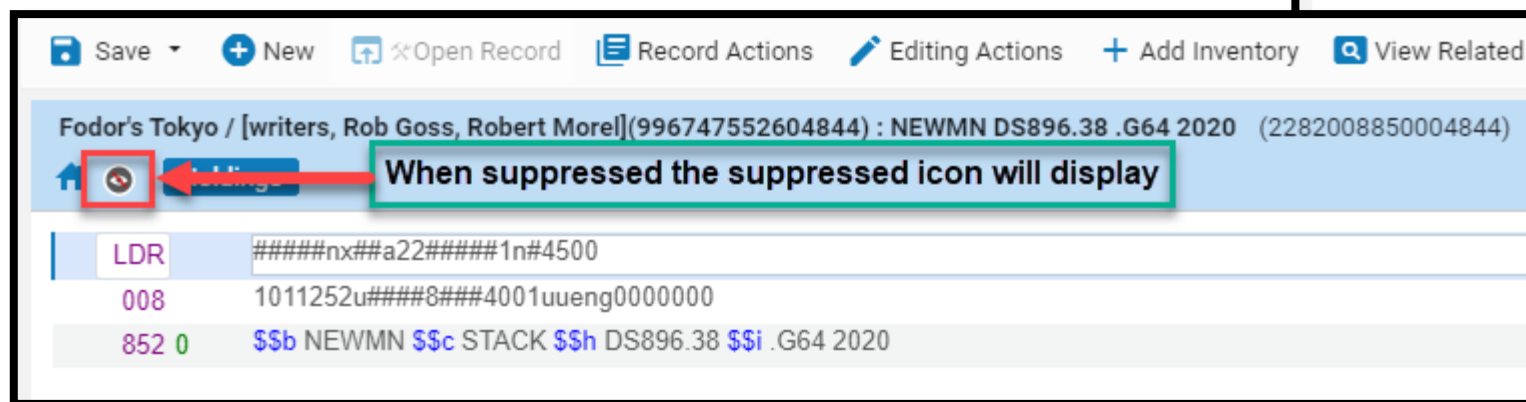 Save New Open Record Record Actions Editing Actions Add Inventory View Related
Fodor's Tokyo / [writers, Rob Goss, Robert Morel](996747552604844) : NEWMN DS896.38 .G64 2020 (2282008850004844)
When suppressed the suppressed icon will display
LDR #####nx##a22#####1n#4500
008 1011252u####8###4001uueng0000000
852 0 $$b NEWMN $$c STACK $$h DS896.38 $$i .G64 2020